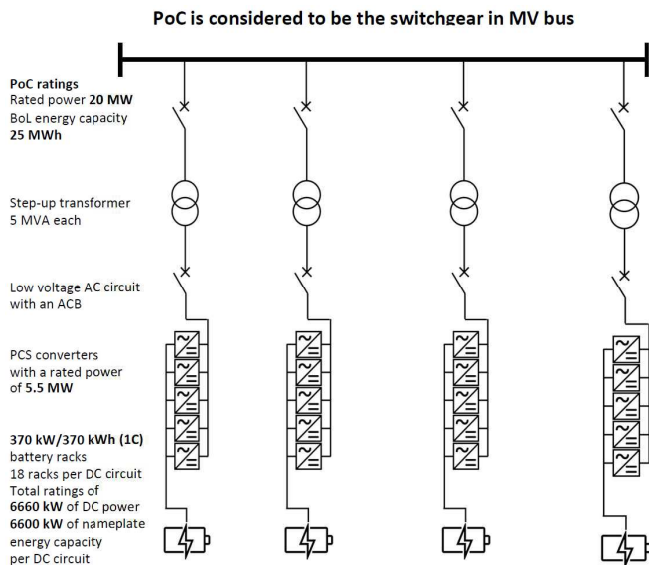 PoC is considered to be the switchgear in MV bus
PoC ratings
Rated power 20 MW
BoL energy capacity
25 MWh
Step-up transformer
5 MVA each
Low voltage AC circuit
with an ACB
PCS converters
with a rated power
of 5.5 MW
370 kW/370 kWh (1C)
battery racks
18 racks per DC circuit
Total ratings of
6660 kW of DC power
6600 kW of nameplate
energy capacity
per DC circuit